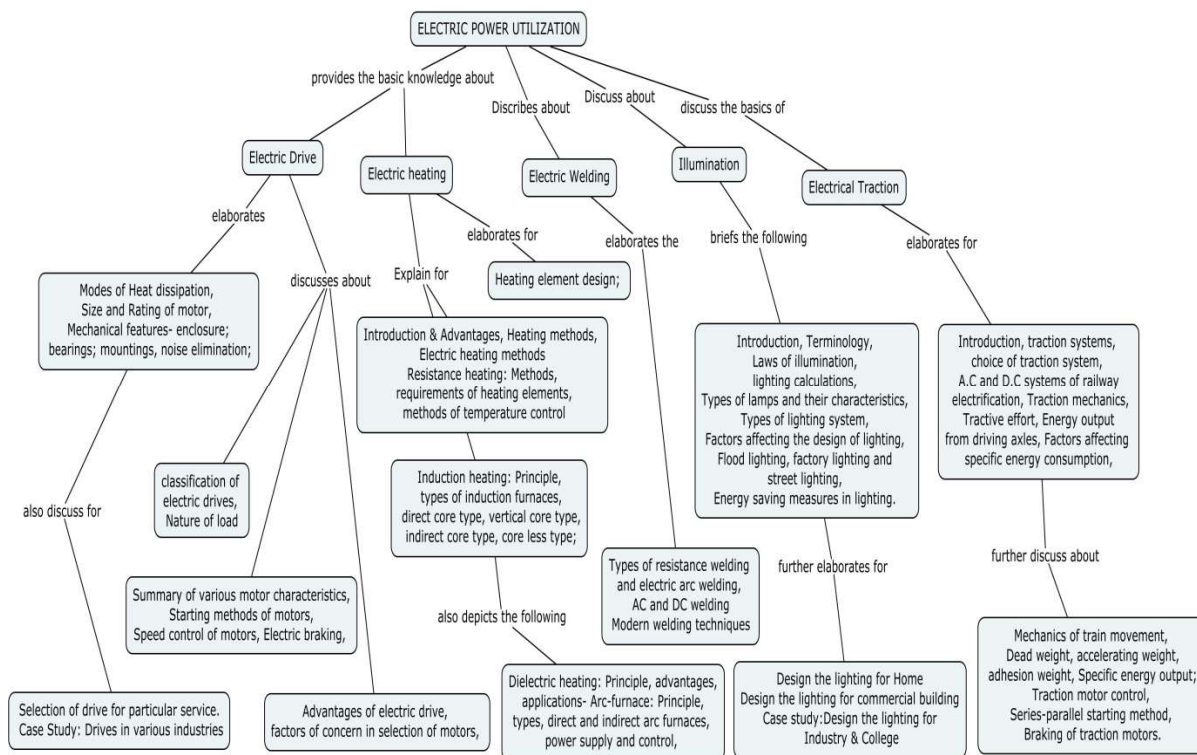 ELECTRIC POWER UTILIZATION
provides the basic knowledge about
Discribes about
Discuss about
discuss the basics of
Electric Drive
Electric heating
Electric Welding
Illumination
Electrical Traction
elaborates
discusses about
Explain for
elaborates for
elaborates the
briefs the following
elaborates for
Modes of Heat dissipation,
Size and Rating of motor,
Mechanical features- enclosure;
bearings; mountings, noise elimination;
Heating element design;
Introduction & Advantages, Heating methods,
Electric heating methods
Resistance heating: Methods,
requirements of heating elements,
methods of temperature control
Introduction, Terminology,
Laws of illumination,
lighting calculations,
Types of lamps and their characteristics,
Types of lighting system,
Factors affecting the design of lighting,
Flood lighting, factory lighting and
street lighting,
Energy saving measures in lighting.
Introduction, traction systems,
choice of traction system,
A.C and D.C systems of railway
electrification, Traction mechanics,
Tractive effort, Energy output
from driving axles, Factors affecting
specific energy consumption,
also discuss for
classification of
electric drives,
Nature of load
Induction heating: Principle,
types of induction furnaces,
direct core type, vertical core type,
indirect core type, core less type;
Types of resistance welding
and electric arc welding,
AC and DC welding
Modern welding techniques
further elaborates for
further discuss about
Summary of various motor characteristics,
Starting methods of motors,
Speed control of motors, Electric braking,
also depicts the following
Selection of drive for particular service.
Case Study: Drives in various industries
Advantages of electric drive,
factors of concern in selection of motors,
Dielectric heating: Principle, advantages,
applications- Arc-furnace: Principle,
types, direct and indirect arc furnaces,
power supply and control,
Design the lighting for Home
Design the lighting for commercial building
Case study:Design the lighting for
Industry & College
Mechanics of train movement,
Dead weight, accelerating weight,
adhesion weight, Specific energy output;
Traction motor control,
Series-parallel starting method,
Braking of traction motors.